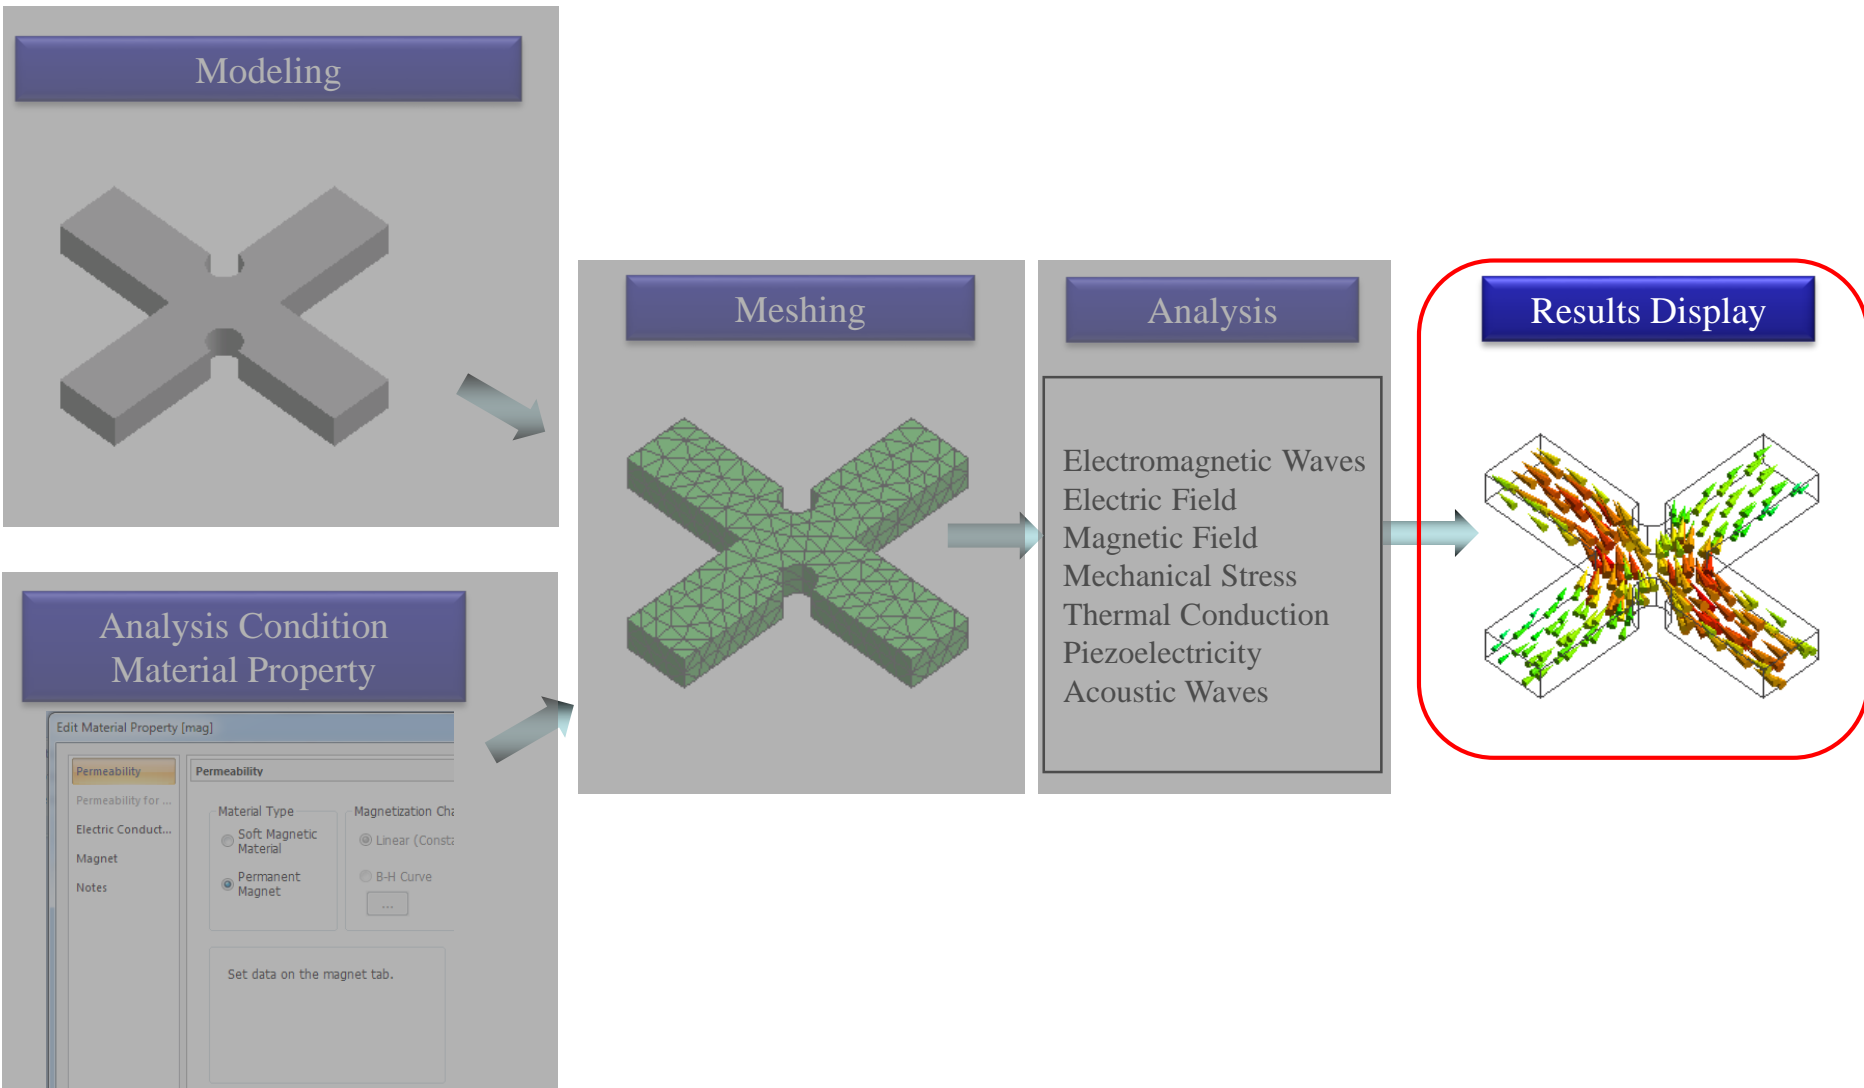 Modeling
Analysis Condition
Material Property
Edit Material Property [mag]
Permeability
Permeability for ...
Electric Conduct...
Magnet
Notes
Permeability
Material Type
Soft Magnetic
Material
Permanent
Magnet
Magnetization Cha
Linear (Consta
B-H Curve
...
Set data on the magnet tab.
Meshing
Analysis
Electromagnetic Waves
Electric Field
Magnetic Field
Mechanical Stress
Thermal Conduction
Piezoelectricity
Acoustic Waves
Results Display